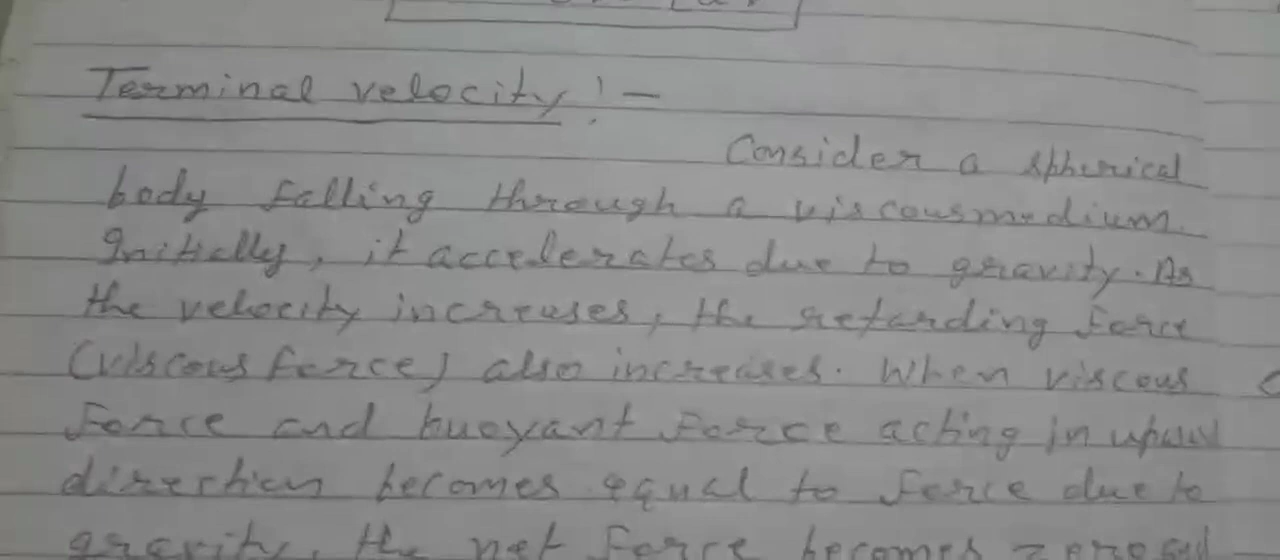 Terminal velocity :-
Consider a spherical
body falling through a viscous medium.
Initially, it accelerates due to gravity. As
the velocity increases, the retarding force
(viscous force) also increases. When viscous
force and buoyant force acting in upward
direction becomes equal to force due to
gravity, the net force becomes zero